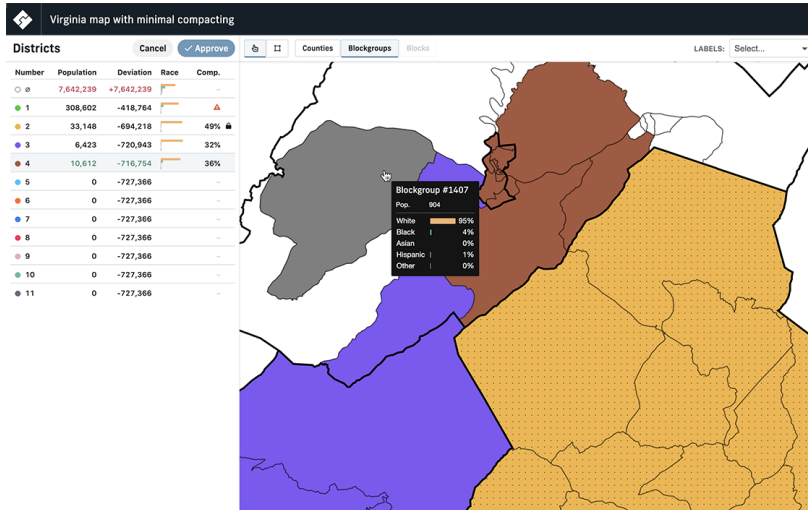 Virginia map with minimal compacting
Districts Cancel ✓ Approve Counties Blockgroups Blocks LABELS: Select...
Number Population Deviation Race Comp.
∅ 7,642,239 +7,642,239 –
1 308,602 -418,764
2 33,148 -694,218 49%
3 6,423 -720,943 32%
4 10,612 -716,754 36%
5 0 -727,366 –
6 0 -727,366 –
7 0 -727,366 –
8 0 -727,366 –
9 0 -727,366 –
10 0 -727,366 –
11 0 -727,366 –
Blockgroup #1407
Pop. 904
White 95%
Black 4%
Asian 0%
Hispanic 1%
Other 0%